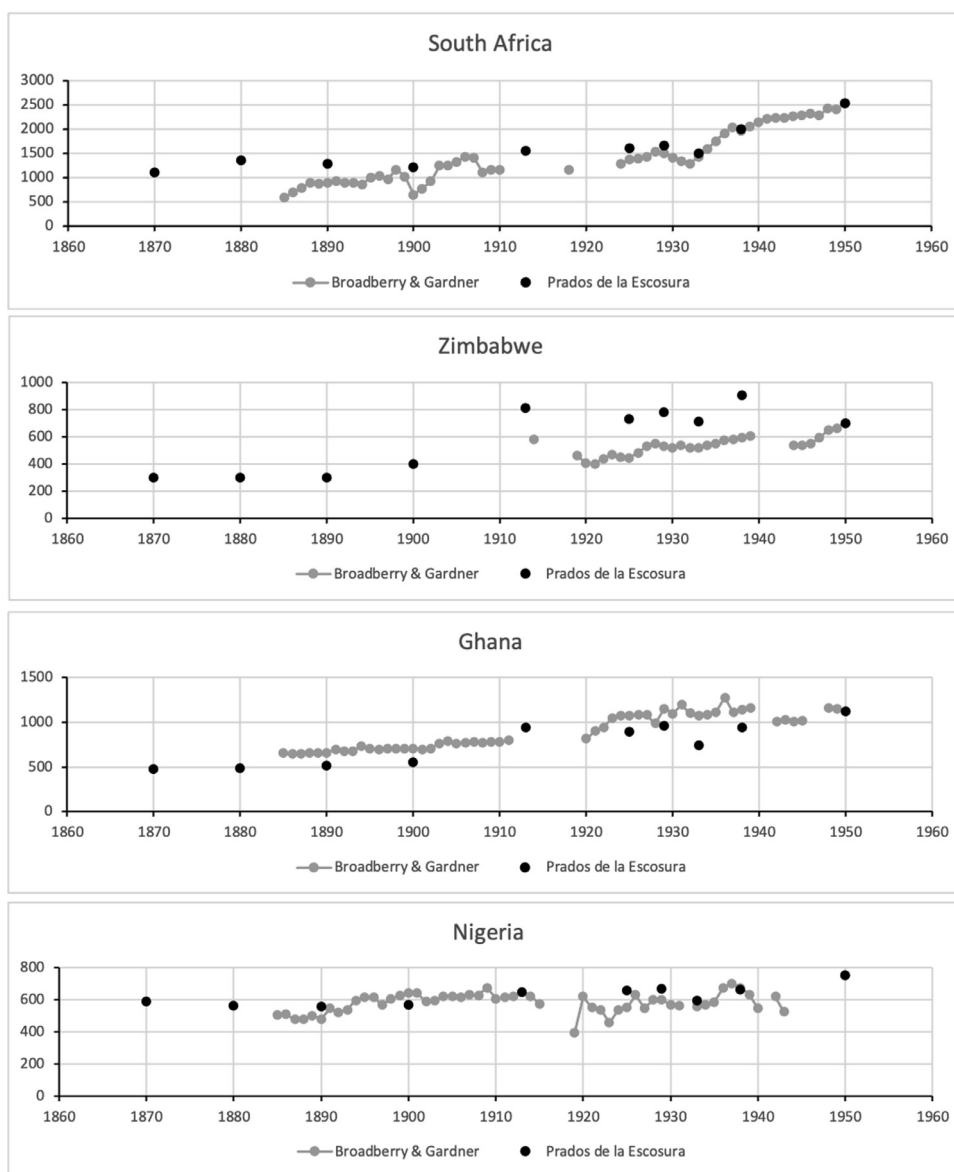 South Africa
3000
2500
2000
1500
1000
500
0
1860 1870 1880 1890 1900 1910 1920 1930 1940 1950 1960
Broadberry & Gardner Prados de la Escosura
Zimbabwe
1000
800
600
400
200
0
1860 1870 1880 1890 1900 1910 1920 1930 1940 1950 1960
Broadberry & Gardner Prados de la Escosura
Ghana
1500
1000
500
0
1860 1870 1880 1890 1900 1910 1920 1930 1940 1950 1960
Broadberry & Gardner Prados de la Escosura
Nigeria
800
600
400
200
0
1860 1870 1880 1890 1900 1910 1920 1930 1940 1950 1960
Broadberry & Gardner Prados de la Escosura